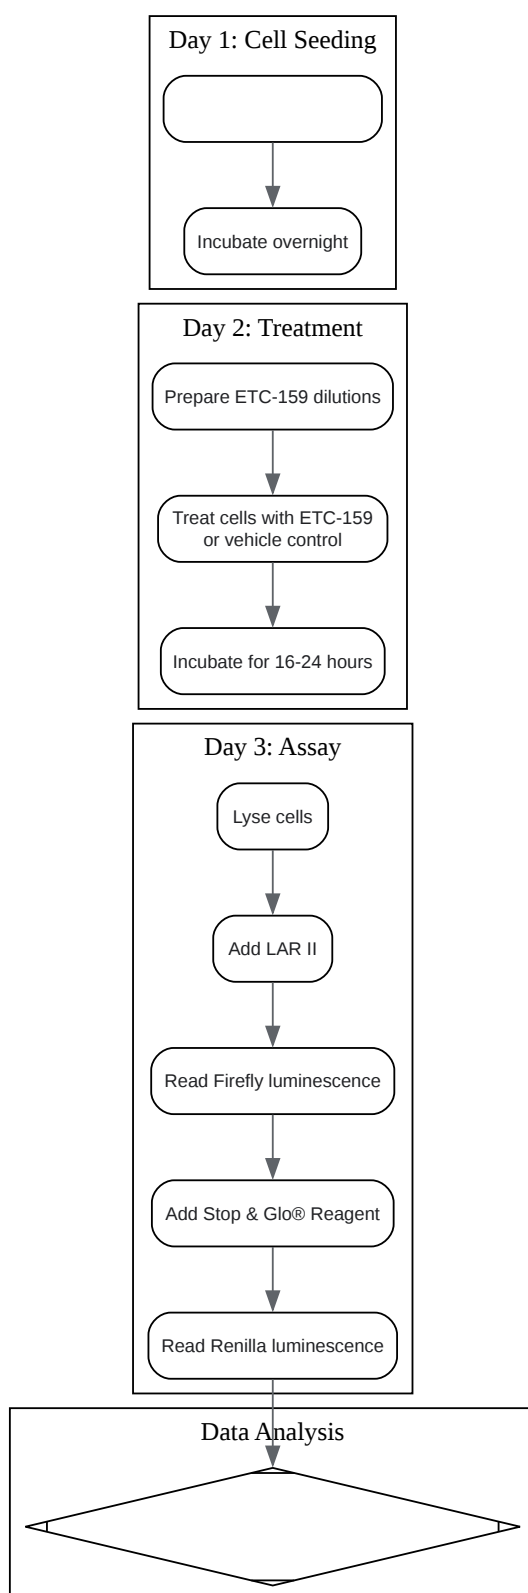 Day 1: Cell Seeding
Incubate overnight
Day 2: Treatment
Prepare ETC-159 dilutions
Treat cells with ETC-159
or vehicle control
Incubate for 16-24 hours
Day 3: Assay
Lyse cells
Add LAR II
Read Firefly luminescence
Add Stop & Glo® Reagent
Read Renilla luminescence
Data Analysis